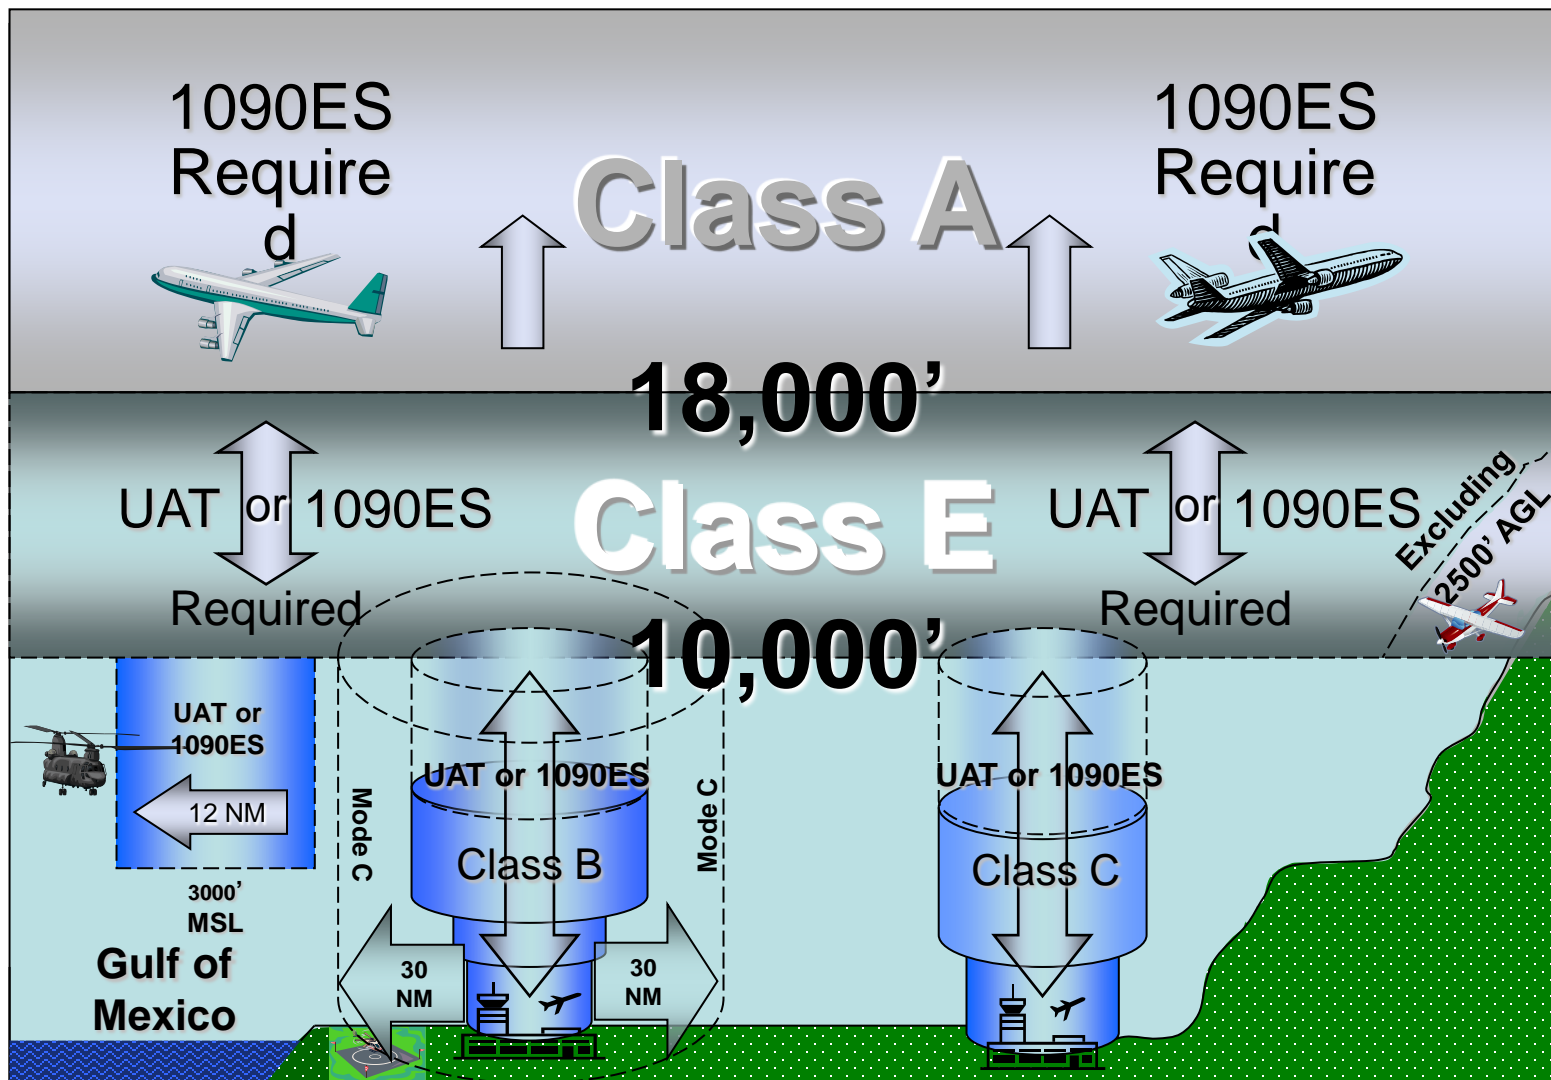 1090ES
Require
d
1090ES
Require
d
Class A
18,000’
UAT or 1090ES
Required
Class E
UAT or 1090ES
Required
Excluding
2500’ AGL
10,000’
UAT or
1090ES
12 NM
3000’
MSL
Gulf of
Mexico
Mode C
UAT or 1090ES
Class B
Mode C
30
NM
30
NM
UAT or 1090ES
Class C